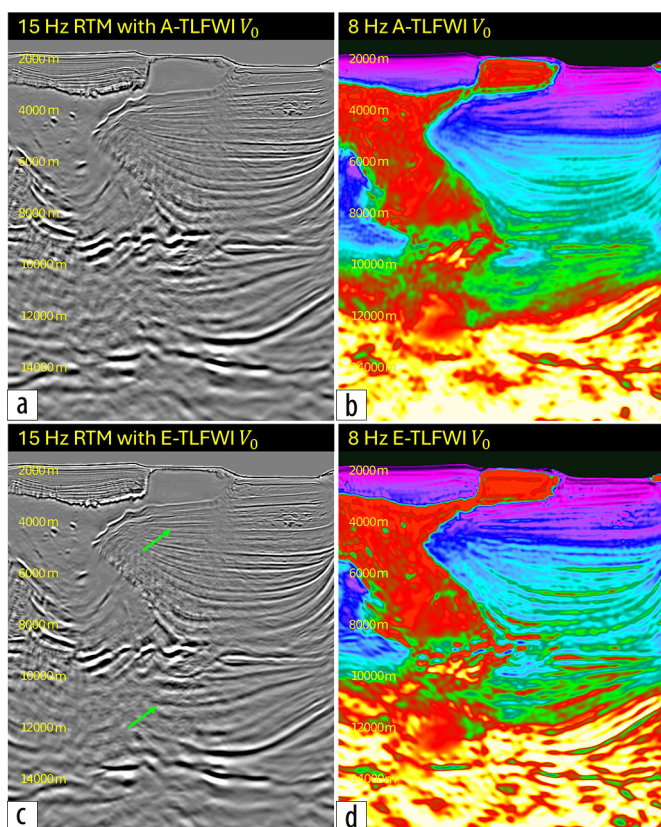 15 Hz RTM with A-TLFWI V₀
2000 m
4000 m
6000 m
8000 m
10000 m
12000 m
14000 m
a
8 Hz A-TLFWI V₀
2000 m
4000 m
6000 m
8000 m
10000 m
12000 m
14000 m
b
15 Hz RTM with E-TLFWI V₀
2000 m
4000 m
6000 m
8000 m
10000 m
12000 m
14000 m
c
8 Hz E-TLFWI V₀
2000 m
4000 m
6000 m
8000 m
10000 m
12000 m
14000 m
d